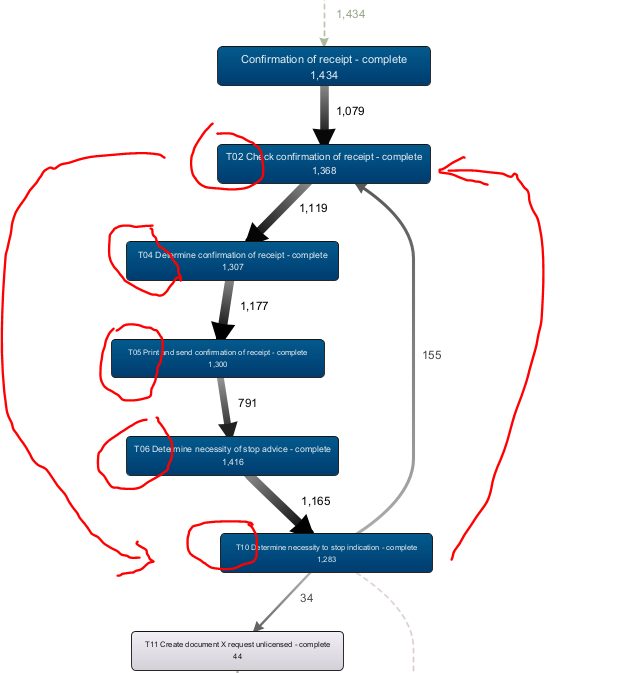 1,434
Confirmation of receipt - complete
1,434
1,079
T02 Check confirmation of receipt - complete
1,368
1,119
T04 Determine confirmation of receipt - complete
1,307
1,177
T05 Print and send confirmation of receipt - complete
1,300
155
791
T06 Determine necessity of stop advice - complete
1,416
1,165
T10 Determine necessity to stop indication - complete
1,283
34
T11 Create document X request unlicensed - complete
44